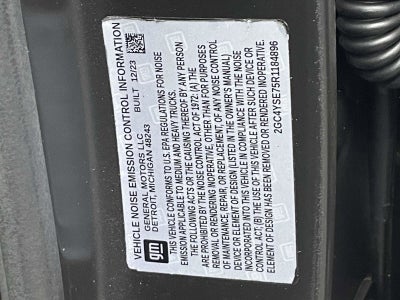 VEHICLE NOISE EMISSION CONTROL INFORMATION
GENERAL MOTORS LLC
DETROIT, MICHIGAN 48243
BUILT 12/23
gm
THIS VEHICLE CONFORMS TO U.S. EPA REGULATIONS FOR NOISE
EMISSION APPLICABLE TO MEDIUM AND HEAVY TRUCKS.
THE FOLLOWING ACTS OR THE CAUSING THEREOF BY ANY PERSON
ARE PROHIBITED BY THE NOISE CONTROL ACT OF 1972: (A) THE
REMOVAL OR RENDERING INOPERATIVE, OTHER THAN FOR PURPOSES OF
MAINTENANCE, REPAIR, OR REPLACEMENT, OF ANY NOISE CONTROL
DEVICE OR ELEMENT OF DESIGN (LISTED IN THE OWNER'S MANUAL)
INCORPORATED INTO THIS VEHICLE IN COMPLIANCE WITH THE NOISE
CONTROL ACT; (B) THE USE OF THIS VEHICLE AFTER SUCH DEVICE OR
ELEMENT OF DESIGN HAS BEEN REMOVED OR RENDERED INOPERATIVE.
2GC4YSE75R1184896